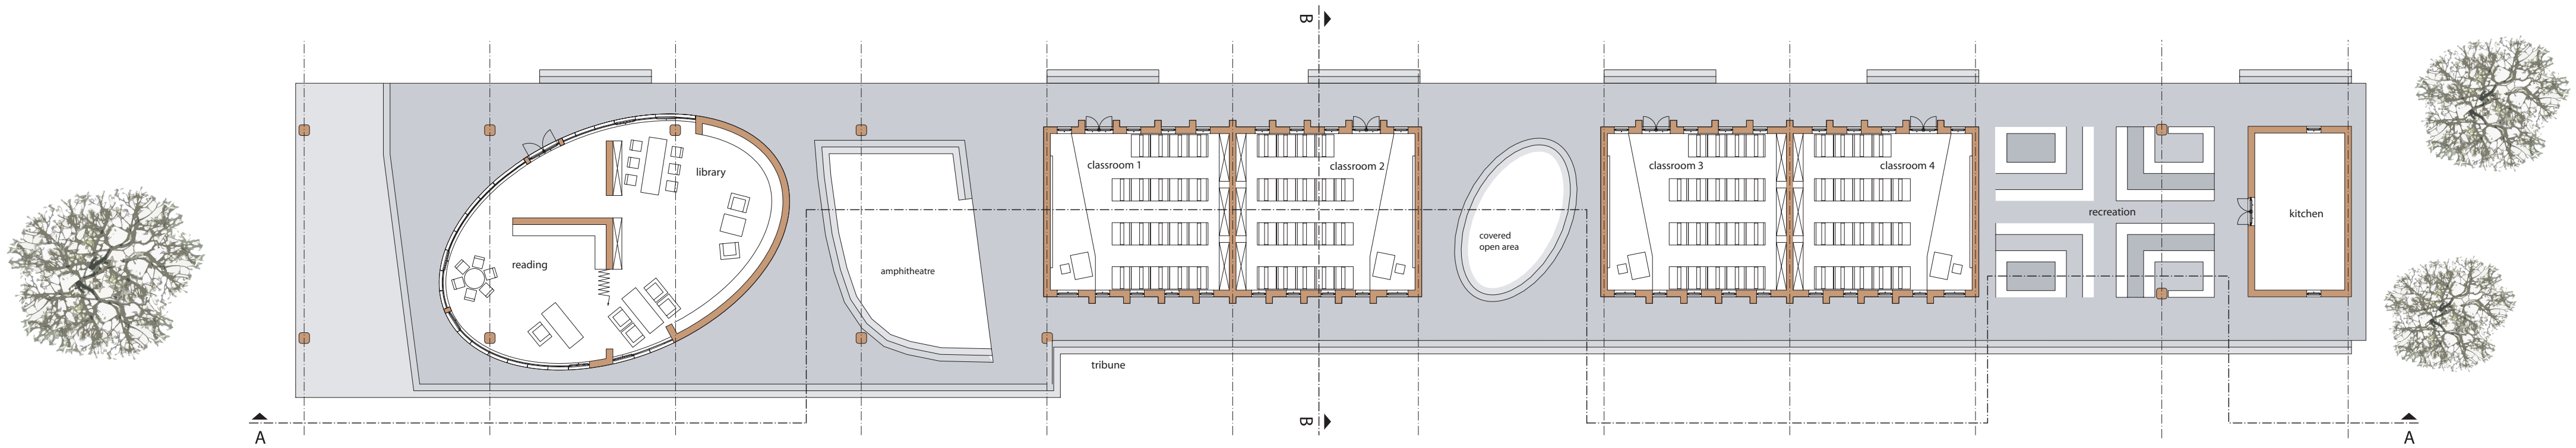 B
library
classroom 1
classroom 2
classroom 3
classroom 4
reading
amphitheatre
covered
open area
recreation
kitchen
tribune
A
B
A